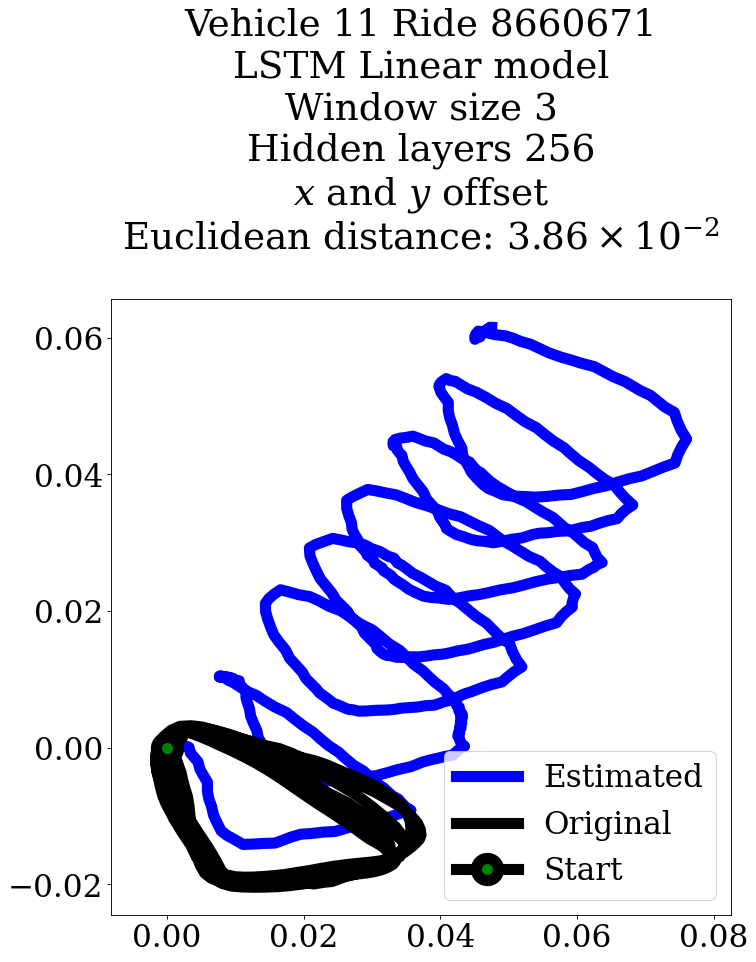 Vehicle 11 Ride 8660671
LSTM Linear model
Window size 3
Hidden layers 256
x and y offset
Euclidean distance: 3.86 × 10⁻²
0.06
0.04
0.02
0.00
−0.02
Estimated
Original
Start
0.00 0.02 0.04 0.06 0.08